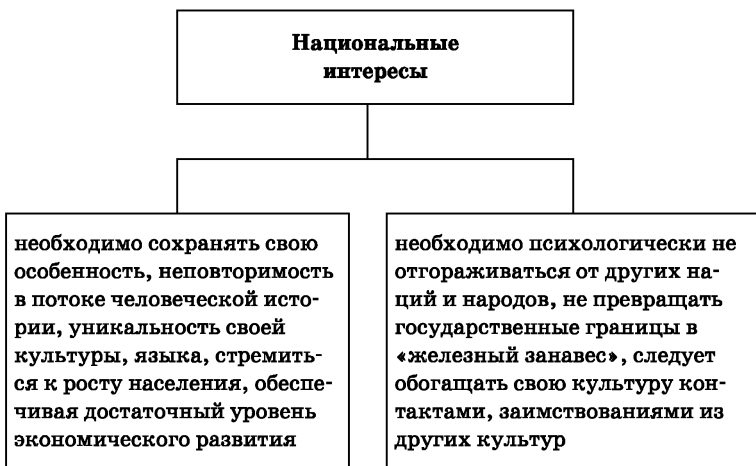 Национальные
интересы
необходимо сохранять свою
особенность, неповторимость
в потоке человеческой исто-
рии, уникальность своей
культуры, языка, стремить-
ся к росту населения, обеспе-
чивая достаточный уровень
экономического развития
необходимо психологически не
отгораживаться от других на-
ций и народов, не превращать
государственные границы в
«железный занавес», следует
обогащать свою культуру кон-
тактами, заимствованиями из
других культур